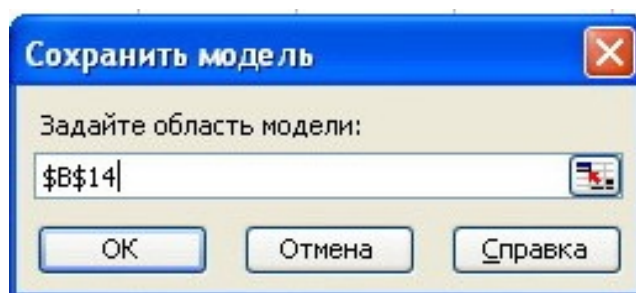 Сохранить модель
Задайте область модели:
$B$14
ОК Отмена Справка